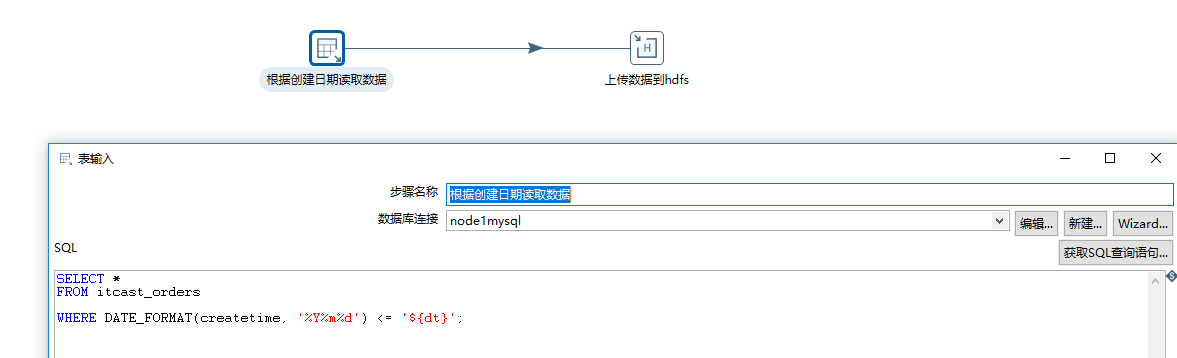 根据创建日期读取数据
上传数据到hdfs
表输入
步骤名称 根据创建日期读取数据
数据库连接 node1mysql 编辑... 新建... Wizard...
SQL 获取SQL查询语句...
SELECT *
FROM itcast_orders
WHERE DATE_FORMAT(createtime, '%Y%m%d') <= '${dt}';